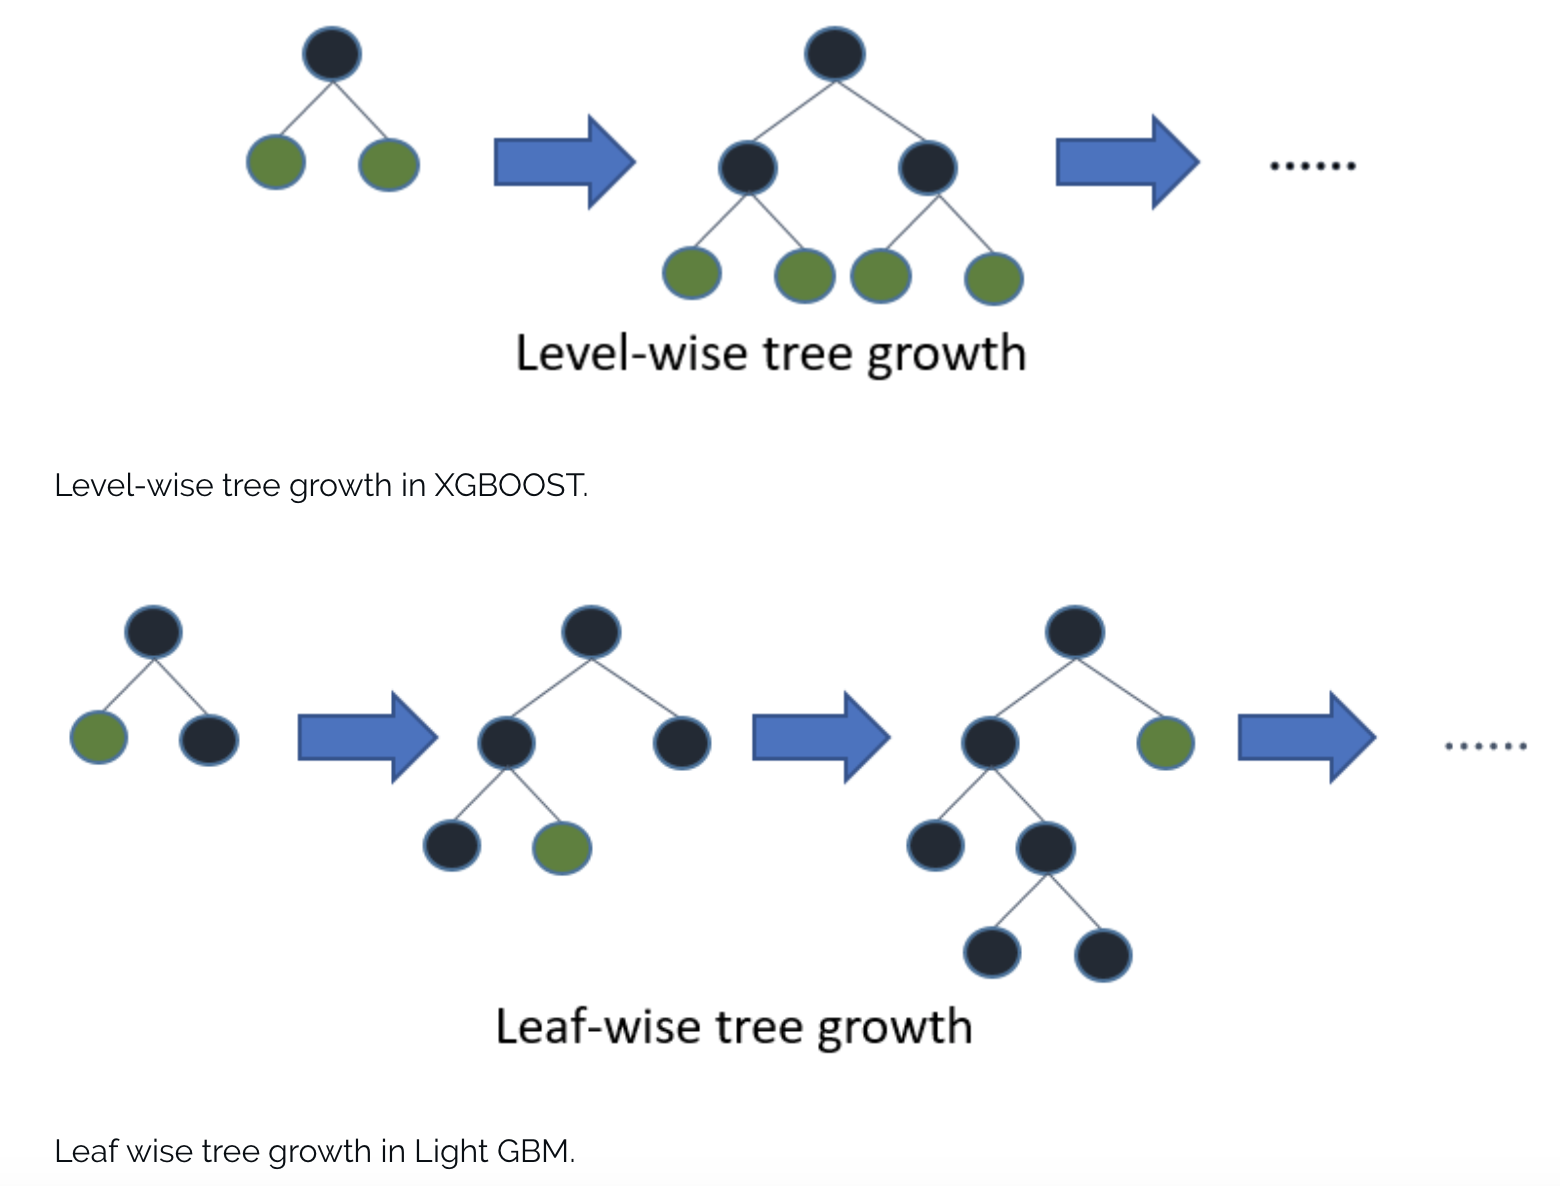 ......
Level-wise tree growth
Level-wise tree growth in XGBOOST.
......
Leaf-wise tree growth
Leaf wise tree growth in Light GBM.